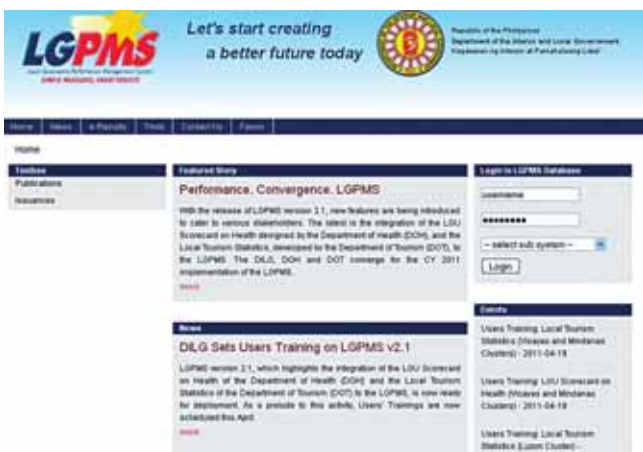 LGPMS
Local Governance Performance Management System
Let's start creating
a better future today
Republic of the Philippines
Department of the Interior and Local Government
Home
News
e-Results
Tools
Contact Us
Forum
Home
Toolbox
Publications
Issuances
Featured Story
Performance. Convergence. LGPMS
With the release of LGPMS version 2.1, new features are being introduced
to cater to various stakeholders. The latest is the integration of the LGU
Scorecard on Health designed by the Department of Health (DOH), and the
Local Tourism Statistics, developed by the Department of Tourism (DOT), to
the LGPMS. The DILG, DOH and DOT converge for the CY 2011
implementation of the LGPMS.
more
News
DILG Sets Users Training on LGPMS v2.1
LGPMS version 2.1, which highlights the integration of the LGU Scorecard
on Health of the Department of Health (DOH) and the Local Tourism
Statistics of the Department of Tourism (DOT) to the LGPMS, is now ready
for deployment. As a prelude to this activity, Users' Trainings are now
scheduled this April.
more
Login to LGPMS Database
username
-- select sub system --
Login
Events
Users Training: Local Tourism
Statistics (Visayas and Mindanao
Clusters) - 2011-04-18
Users Training: LGU Scorecard on
Health (Visayas and Mindanao
Clusters) - 2011-04-18
Users Training: Local Tourism
Statistics (Luzon Cluster) -